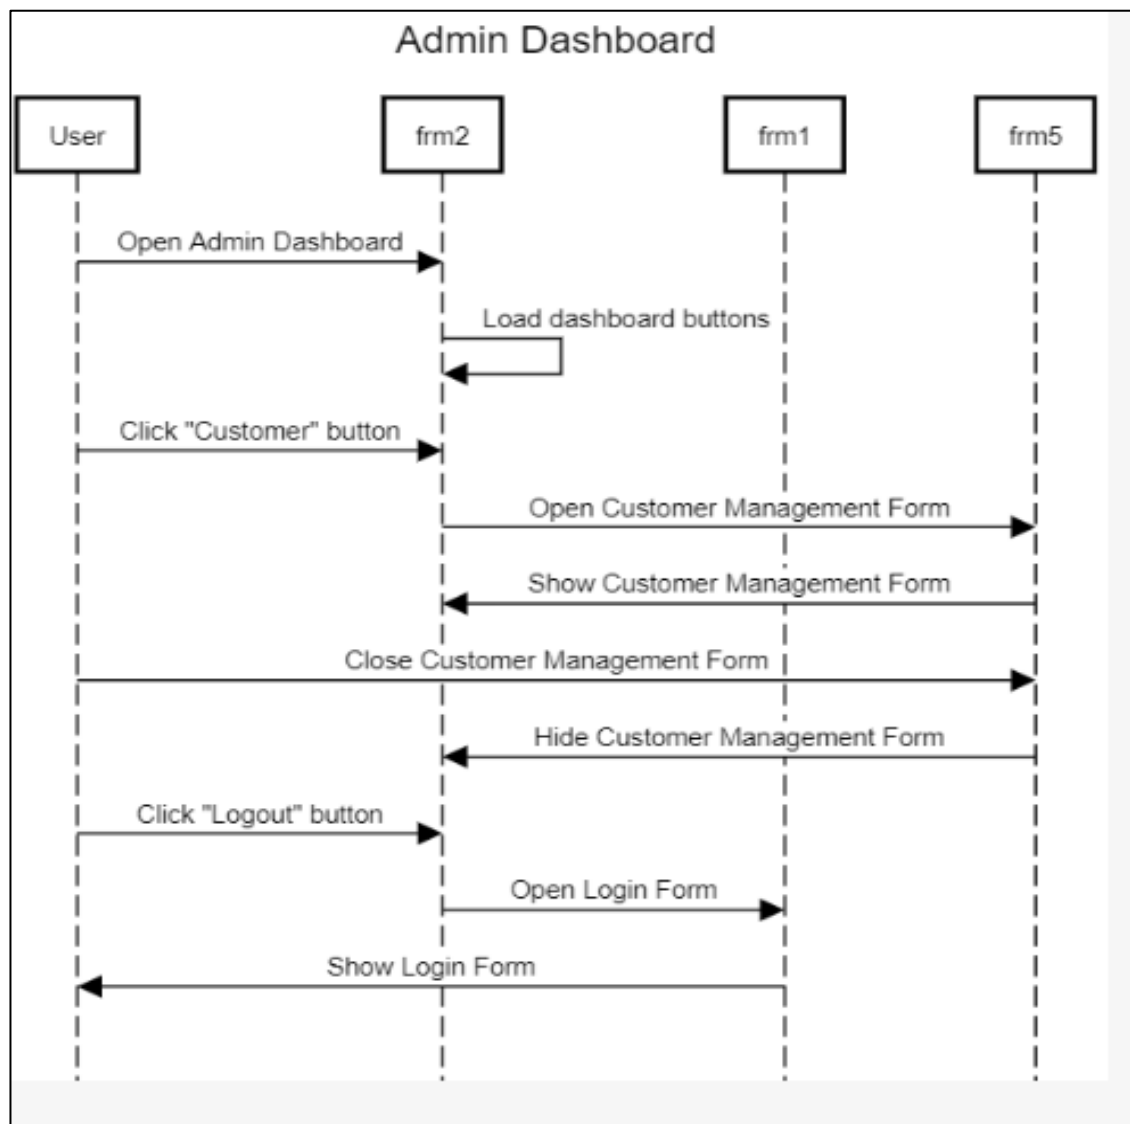 Admin Dashboard
User
frm2
frm1
frm5
Open Admin Dashboard
Load dashboard buttons
Click "Customer" button
Open Customer Management Form
Show Customer Management Form
Close Customer Management Form
Hide Customer Management Form
Click "Logout" button
Open Login Form
Show Login Form